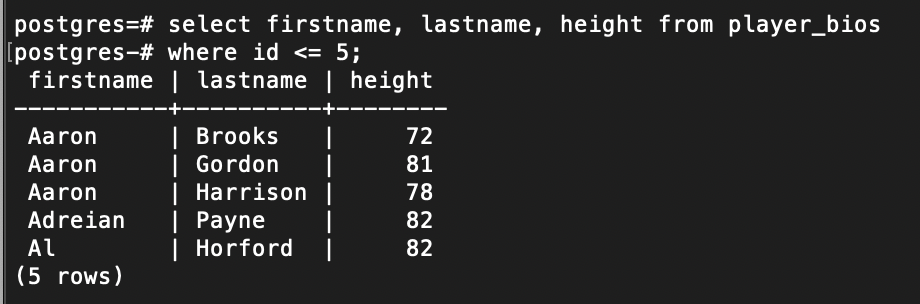 postgres=# select firstname, lastname, height from player_bios
[postgres-# where id <= 5;
 firstname | lastname | height
-----------+----------+--------
 Aaron     | Brooks   |     72
 Aaron     | Gordon   |     81
 Aaron     | Harrison |     78
 Adreian   | Payne    |     82
 Al        | Horford  |     82
(5 rows)